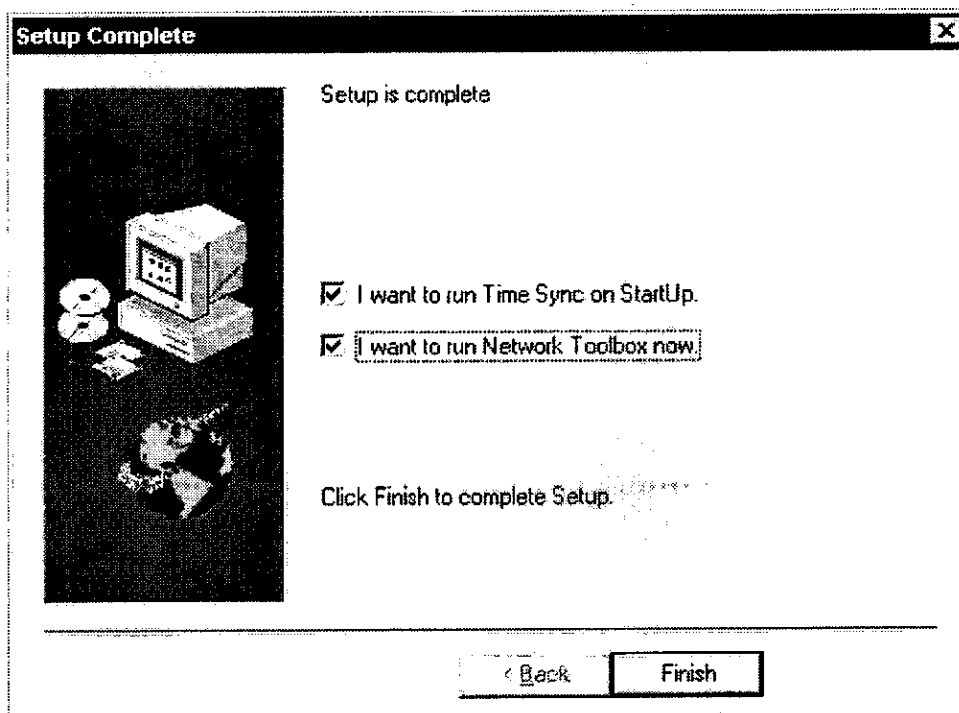 Setup Complete
Setup is complete
I want to run Time Sync on StartUp.
I want to run Network Toolbox now.
Click Finish to complete Setup.
< Back
Finish